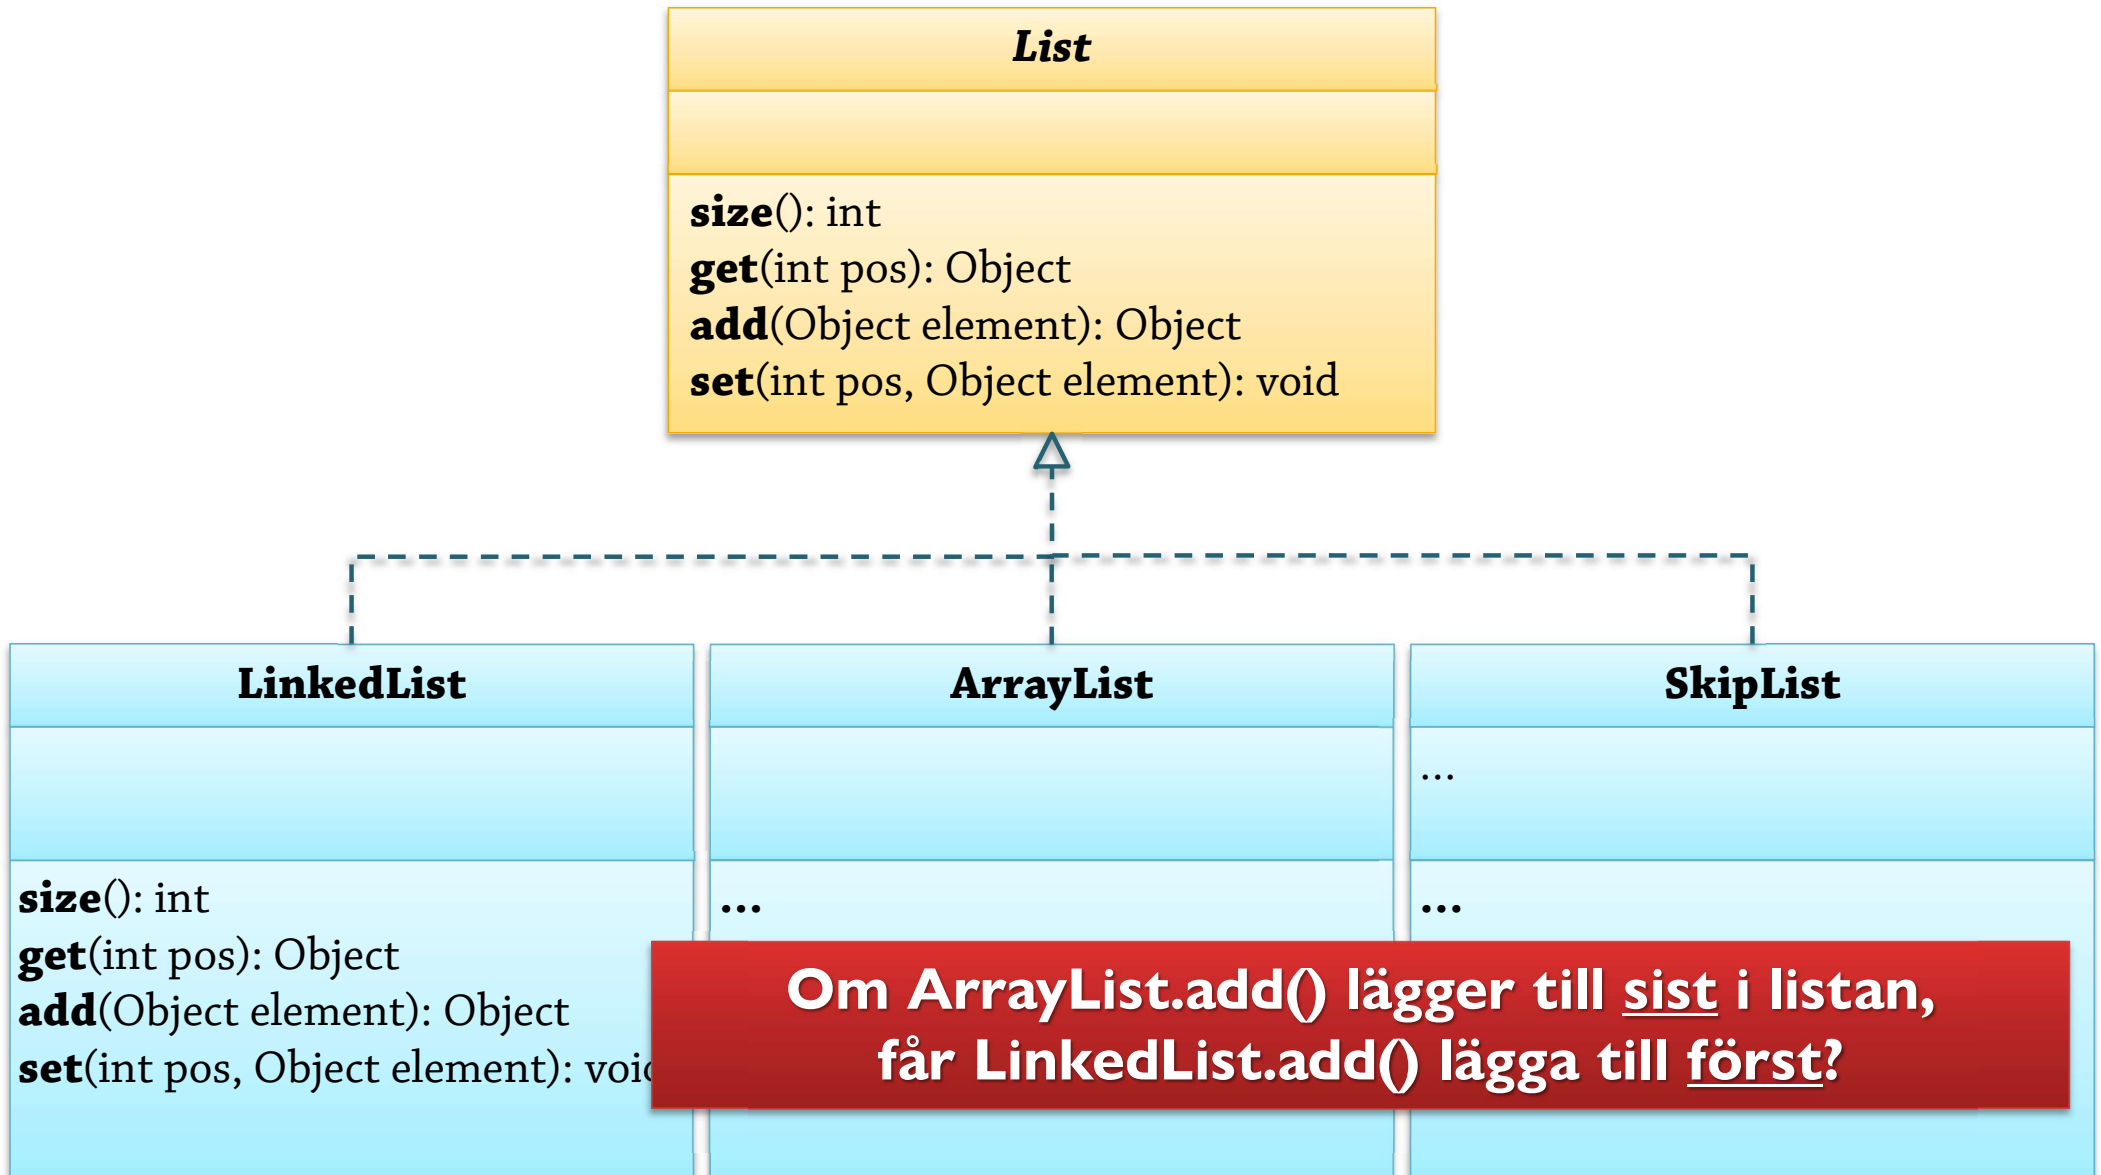 List
size(): int
get(int pos): Object
add(Object element): Object
set(int pos, Object element): void
LinkedList
size(): int
get(int pos): Object
add(Object element): Object
set(int pos, Object element): voi
ArrayList
...
SkipList
...
...
Om ArrayList.add() lägger till sist i listan,
får LinkedList.add() lägga till först?